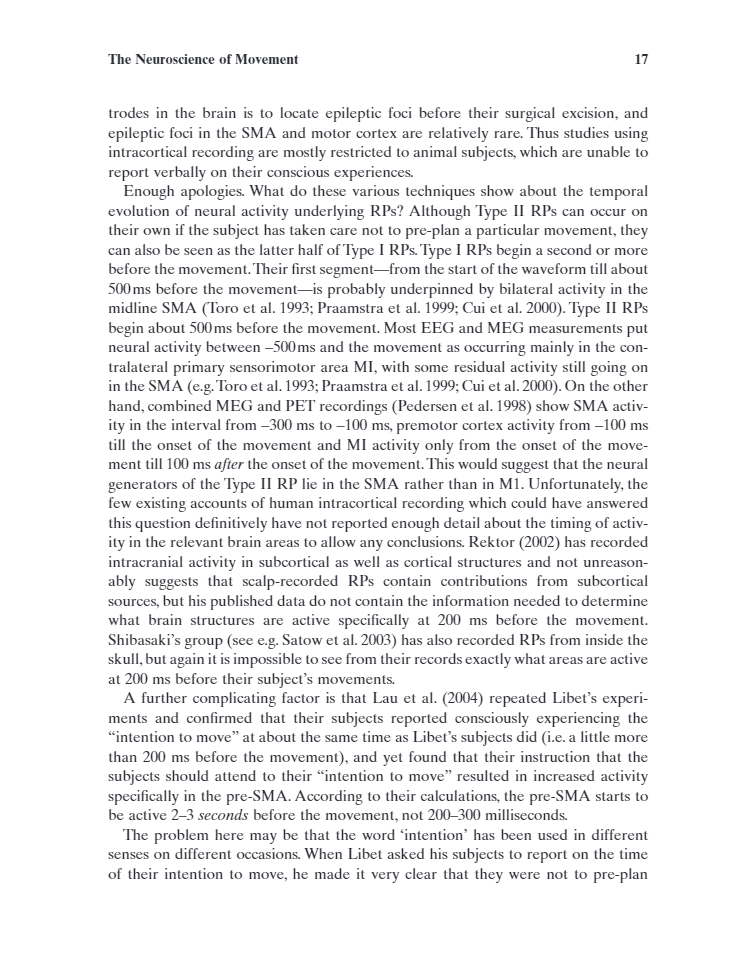 The Neuroscience of Movement 17
trodes in the brain is to locate epileptic foci before their surgical excision, and
epileptic foci in the SMA and motor cortex are relatively rare. Thus studies using
intracortical recording are mostly restricted to animal subjects, which are unable to
report verbally on their conscious experiences.
Enough apologies. What do these various techniques show about the temporal
evolution of neural activity underlying RPs? Although Type II RPs can occur on
their own if the subject has taken care not to pre-plan a particular movement, they
can also be seen as the latter half of Type I RPs. Type I RPs begin a second or more
before the movement. Their first segment—from the start of the waveform till about
500 ms before the movement—is probably underpinned by bilateral activity in the
midline SMA (Toro et al. 1993; Praamstra et al. 1999; Cui et al. 2000). Type II RPs
begin about 500 ms before the movement. Most EEG and MEG measurements put
neural activity between –500 ms and the movement as occurring mainly in the con-
tralateral primary sensorimotor area MI, with some residual activity still going on
in the SMA (e.g. Toro et al. 1993; Praamstra et al. 1999; Cui et al. 2000). On the other
hand, combined MEG and PET recordings (Pedersen et al. 1998) show SMA activ-
ity in the interval from –300 ms to –100 ms, premotor cortex activity from –100 ms
till the onset of the movement and MI activity only from the onset of the move-
ment till 100 ms after the onset of the movement. This would suggest that the neural
generators of the Type II RP lie in the SMA rather than in M1. Unfortunately, the
few existing accounts of human intracortical recording which could have answered
this question definitively have not reported enough detail about the timing of activ-
ity in the relevant brain areas to allow any conclusions. Rektor (2002) has recorded
intracranial activity in subcortical as well as cortical structures and not unreason-
ably suggests that scalp-recorded RPs contain contributions from subcortical
sources, but his published data do not contain the information needed to determine
what brain structures are active specifically at 200 ms before the movement.
Shibasaki’s group (see e.g. Satow et al. 2003) has also recorded RPs from inside the
skull, but again it is impossible to see from their records exactly what areas are active
at 200 ms before their subject’s movements.
A further complicating factor is that Lau et al. (2004) repeated Libet’s experi-
ments and confirmed that their subjects reported consciously experiencing the
“intention to move” at about the same time as Libet’s subjects did (i.e. a little more
than 200 ms before the movement), and yet found that their instruction that the
subjects should attend to their “intention to move” resulted in increased activity
specifically in the pre-SMA. According to their calculations, the pre-SMA starts to
be active 2–3 seconds before the movement, not 200–300 milliseconds.
The problem here may be that the word ‘intention’ has been used in different
senses on different occasions. When Libet asked his subjects to report on the time
of their intention to move, he made it very clear that they were not to pre-plan